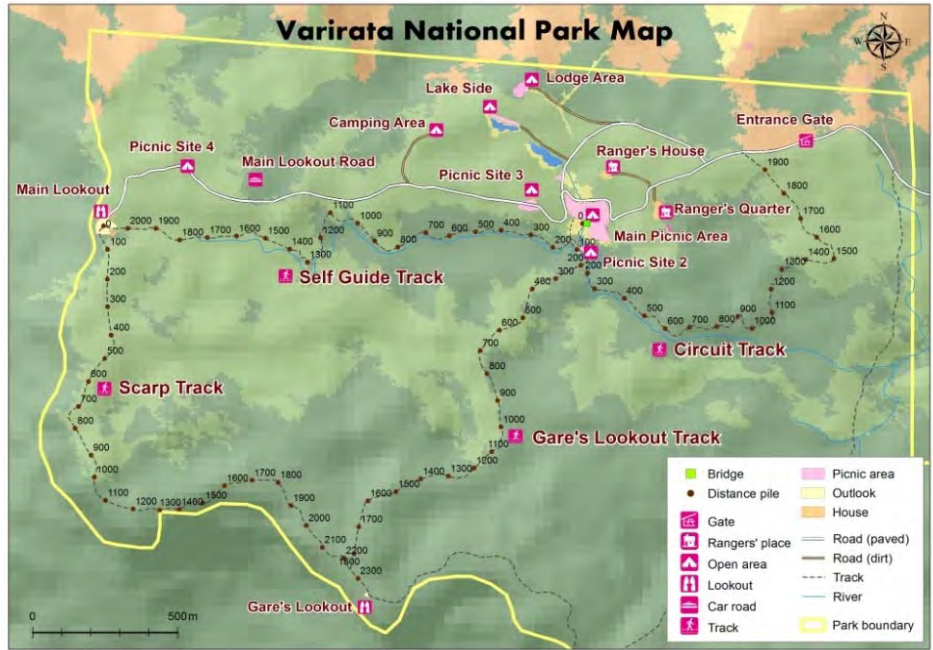 Varirata National Park Map
N
W E
S
Lodge Area
Lake Side
Camping Area
Entrance Gate
Picnic Site 4
Main Lookout Road
Ranger's House
Picnic Site 3
Main Lookout
Ranger's Quarter
Main Picnic Area
Picnic Site 2
Self Guide Track
Circuit Track
Scarp Track
Gare's Lookout Track
Gare's Lookout
0 2000 1900 1800 1700 1600 1500 1400 1300 1200 1100 1000 900 800 700 600 500 400 300 200 100 0
100
200
300
400
500
600
700
800
900
1000
1100
1200 1300 1400 1500 1600 1700 1800
1900
2000
2100
2200
2300
200
300
400
500
600
700
800
900
1000
1100
1200
1300
1400
1500
1600
1700
1800
200
300
400
500
600
700
800
900
1000
1100
1200
1300
1400
1500
1600
1700
1800
1900
Bridge
Distance pile
Gate
Rangers' place
Open area
Lookout
Car road
Track
Picnic area
Outlook
House
Road (paved)
Road (dirt)
Track
River
Park boundary
0 500 m